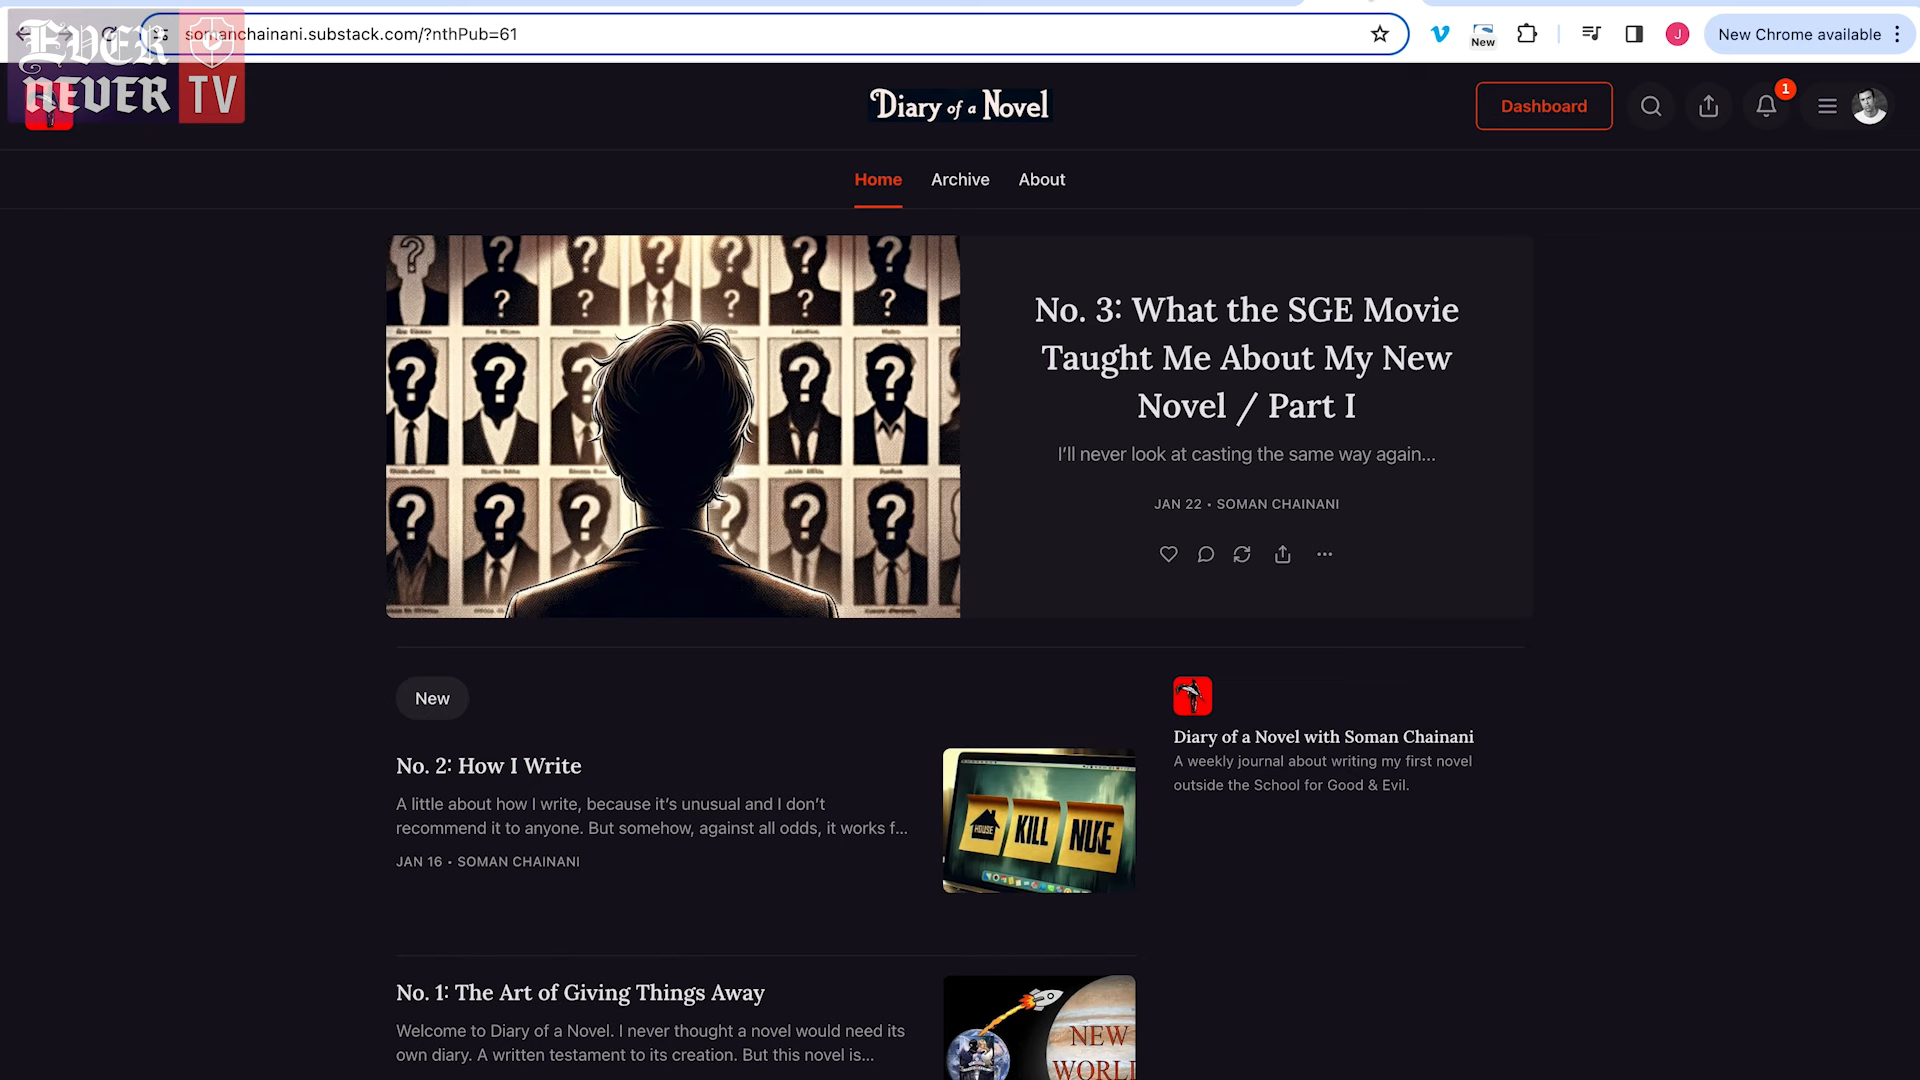 EVER
NEVER TV
somanchainani.substack.com/?nthPub=61
New
J
New Chrome available
Diary of a Novel
Dashboard
1
Home
Archive
About
No. 3: What the SGE Movie
Taught Me About My New
Novel / Part I
I'll never look at casting the same way again...
JAN 22 • SOMAN CHAINANI
New
No. 2: How I Write
A little about how I write, because it's unusual and I don't
recommend it to anyone. But somehow, against all odds, it works f...
JAN 16 • SOMAN CHAINANI
HOUSE
KILL
NUKE
Diary of a Novel with Soman Chainani
A weekly journal about writing my first novel
outside the School for Good & Evil.
No. 1: The Art of Giving Things Away
Welcome to Diary of a Novel. I never thought a novel would need its
own diary. A written testament to its creation. But this novel is...
NEW
WORLD